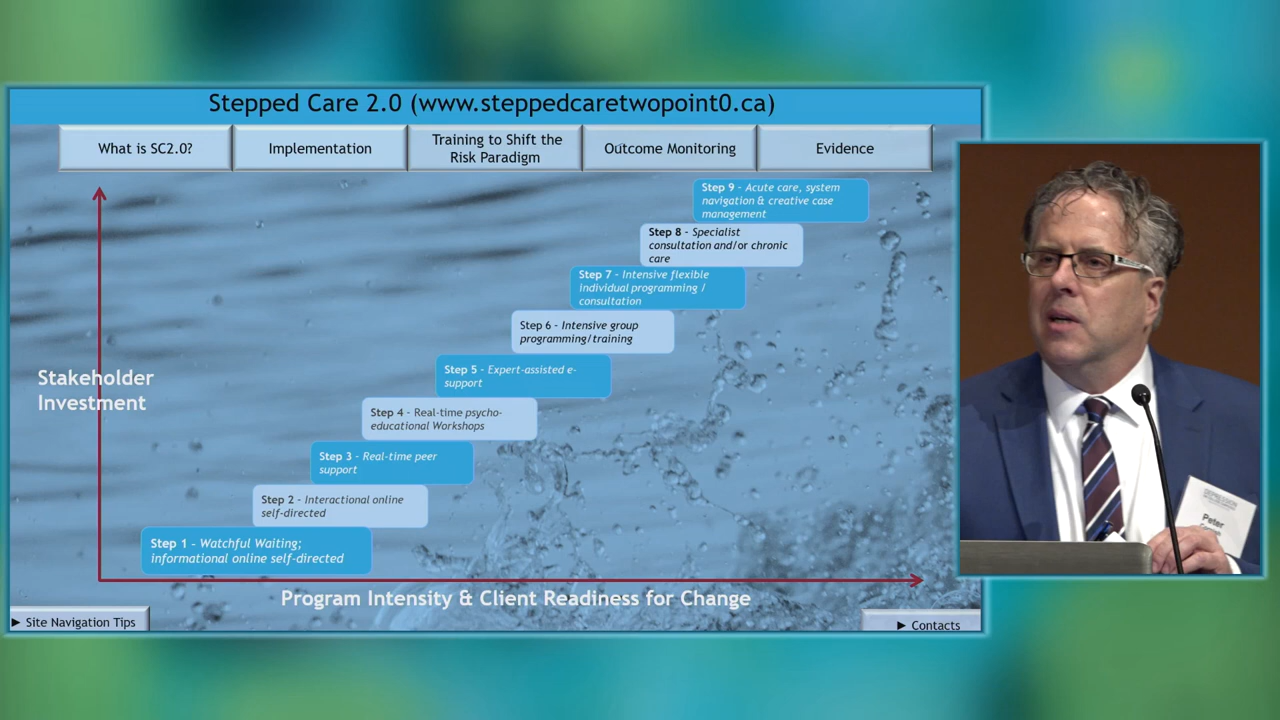 Stepped Care 2.0 (www.steppedcaretwopoint0.ca)
What is SC2.0?
Implementation
Training to Shift the
Risk Paradigm
Outcome Monitoring
Evidence
Step 9 – Acute care, system
navigation & creative case
management
Step 8 – Specialist
consultation and/or chronic
care
Step 7 – Intensive flexible
individual programming /
consultation
Step 6 – Intensive group
programming/training
Step 5 – Expert-assisted e-
support
Stakeholder
Investment
Step 4 – Real-time psycho-
educational Workshops
Step 3 – Real-time peer
support
Step 2 – Interactional online
self-directed
Step 1 – Watchful Waiting;
informational online self-directed
Program Intensity & Client Readiness for Change
► Site Navigation Tips
► Contacts
DEPRESSION
Peter